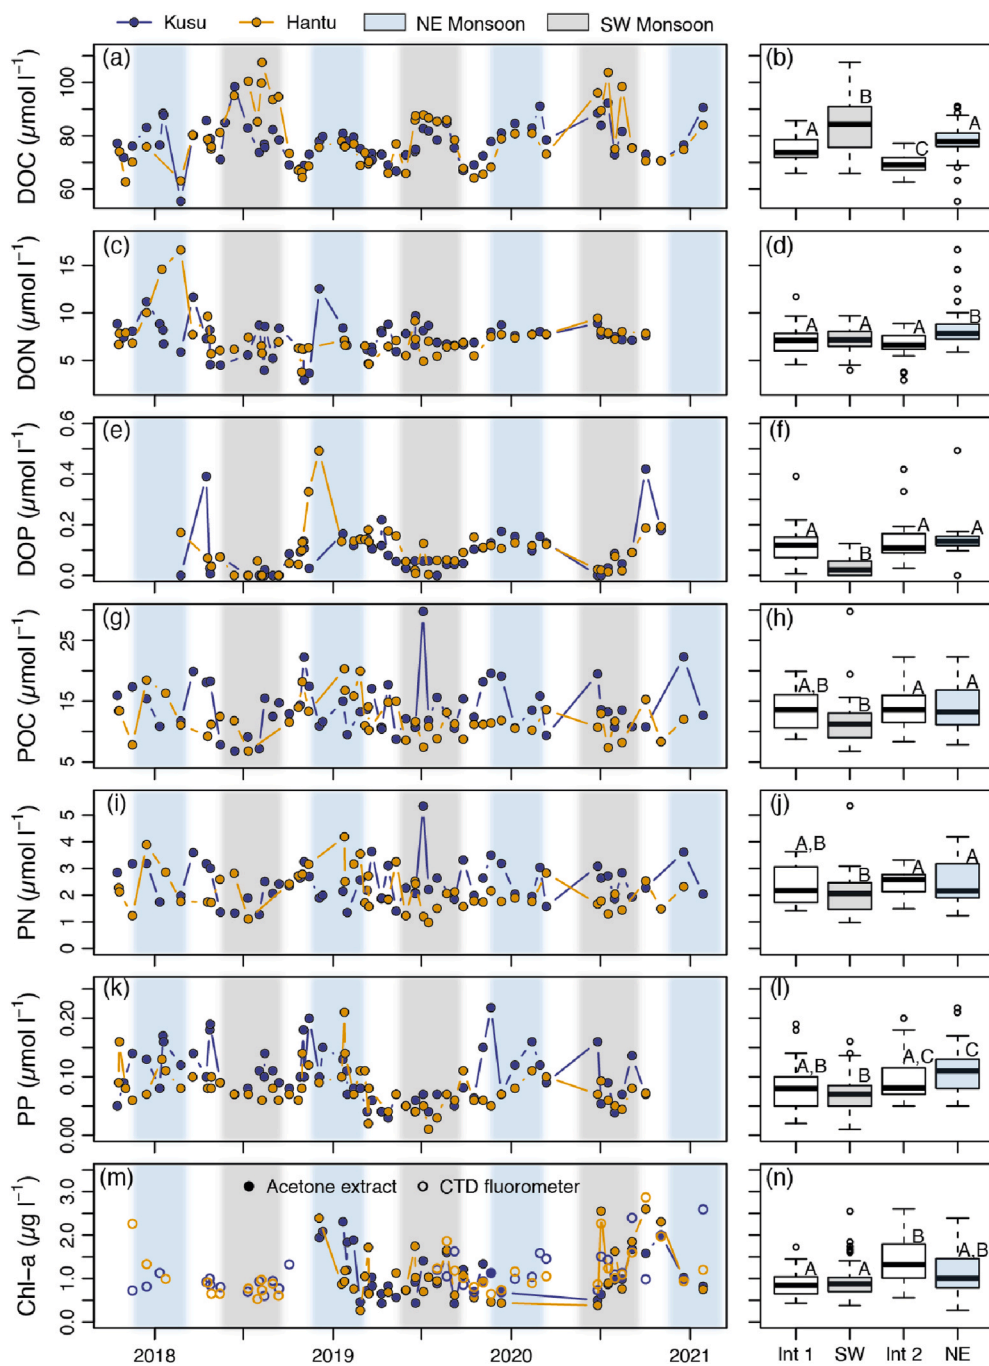 Kusu Hantu NE Monsoon SW Monsoon
(a) (b)
DOC (µmol l⁻¹)
60 80 100
A B C A
(c) (d)
DON (µmol l⁻¹)
5 10 15
A A A B
(e) (f)
DOP (µmol l⁻¹)
0.0 0.2 0.4 0.6
A B A A
(g) (h)
POC (µmol l⁻¹)
5 15 25
A,B B A A
(i) (j)
PN (µmol l⁻¹)
0 1 2 3 4 5
A,B B A A
(k) (l)
PP (µmol l⁻¹)
0.00 0.10 0.20
A,B B A,C C
(m) Acetone extract CTD fluorometer (n)
Chl−a (µg l⁻¹)
0.0 1.0 2.0 3.0
A A B A,B
2018 2019 2020 2021 Int 1 SW Int 2 NE